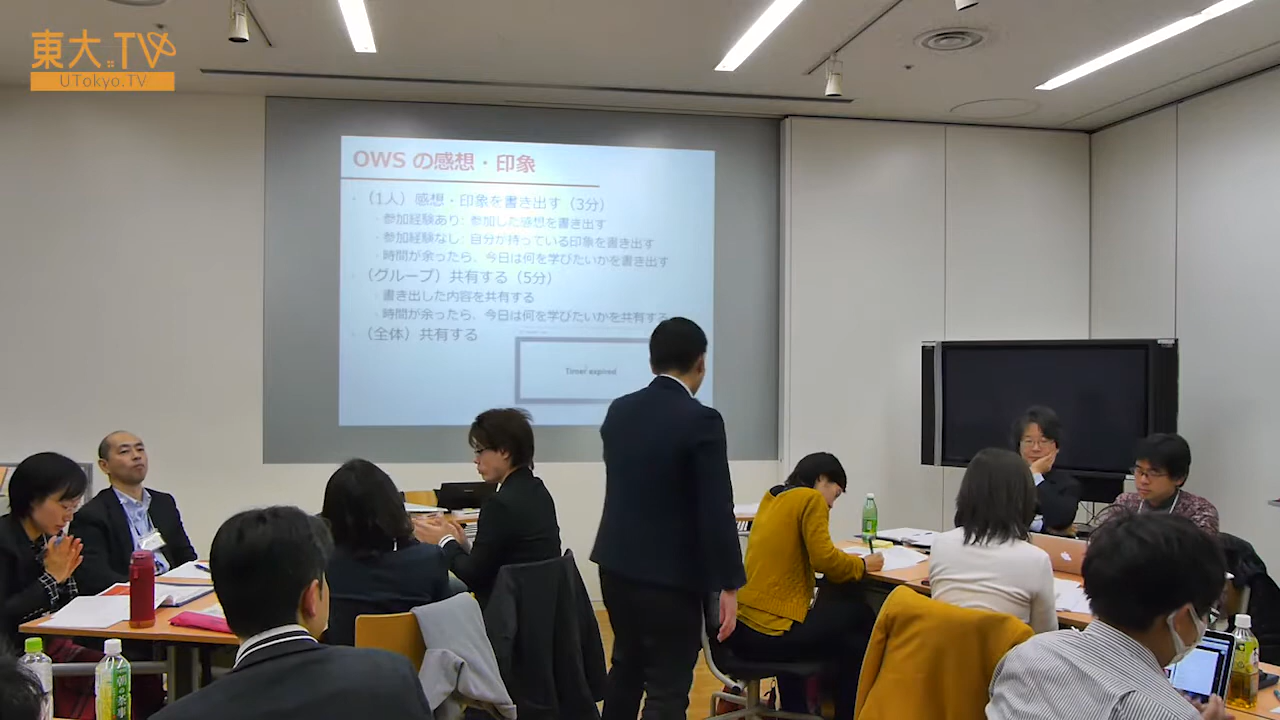 東大TV
UTokyo.TV
OWS の感想・印象
（1人）感想・印象を書き出す（3分）
参加経験あり: 参加した感想を書き出す
参加経験なし: 自分が持っている印象を書き出す
時間が余ったら、今日は何を学びたいかを書き出す
（グループ）共有する（5分）
書き出した内容を共有する
時間が余ったら、今日は何を学びたいかを共有する
（全体）共有する
Timer expired
朝の茶事